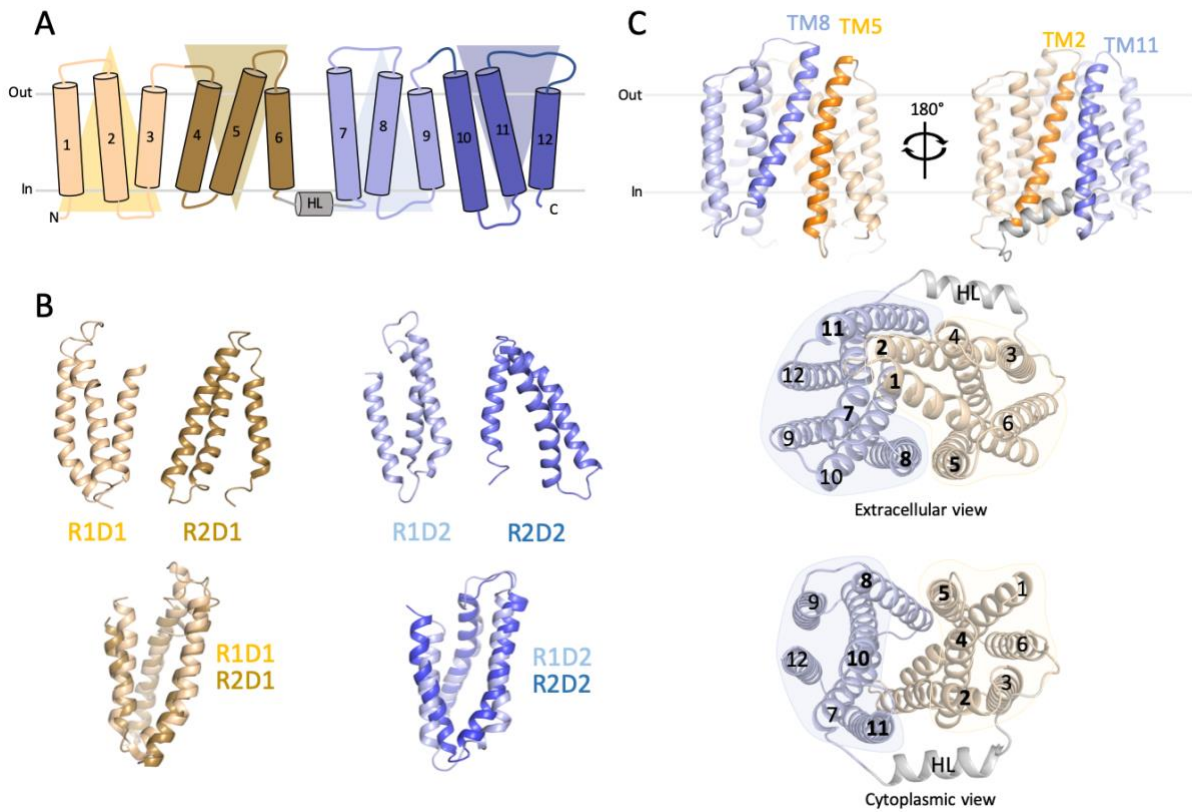 A
Out
In
1
2
3
4
5
6
7
8
9
10
11
12
N
HL
C
B
R1D1
R2D1
R1D2
R2D2
R1D1
R2D1
R1D2
R2D2
C
TM8 TM5
TM2
TM11
Out
In
180°
HL
11
2
4
3
12
1
7
6
9
8
5
10
Extracellular view
8
5
1
9
4
6
12
10
3
2
7
11
HL
Cytoplasmic view